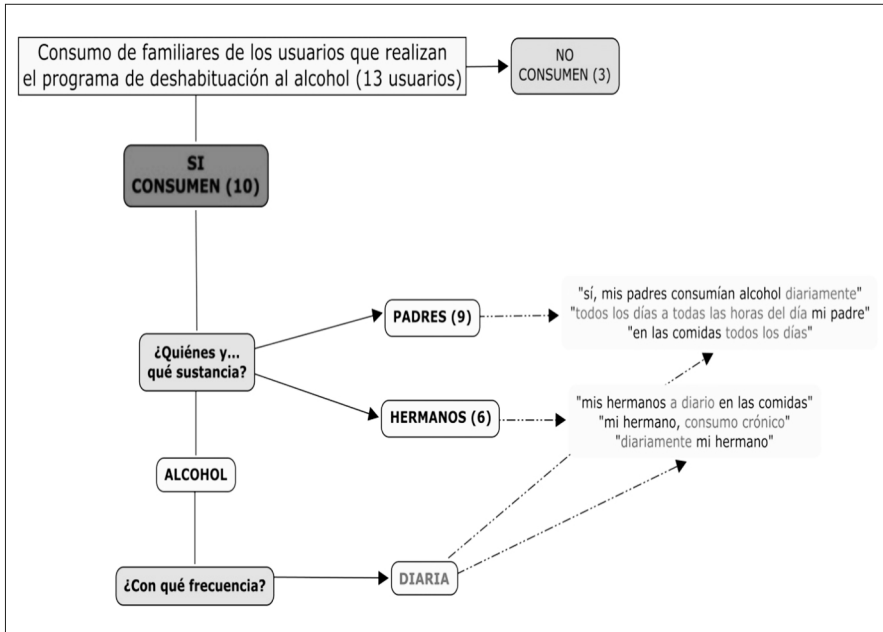 Consumo de familiares de los usuarios que realizan
el programa de deshabituación al alcohol (13 usuarios)
NO
CONSUMEN (3)
SI
CONSUMEN (10)
¿Quiénes y...
qué sustancia?
PADRES (9)
"sí, mis padres consumían alcohol diariamente"
"todos los días a todas las horas del día mi padre"
"en las comidas todos los días"
HERMANOS (6)
"mis hermanos a diario en las comidas"
"mi hermano, consumo crónico"
"diariamente mi hermano"
ALCOHOL
¿Con qué frecuencia?
DIARIA